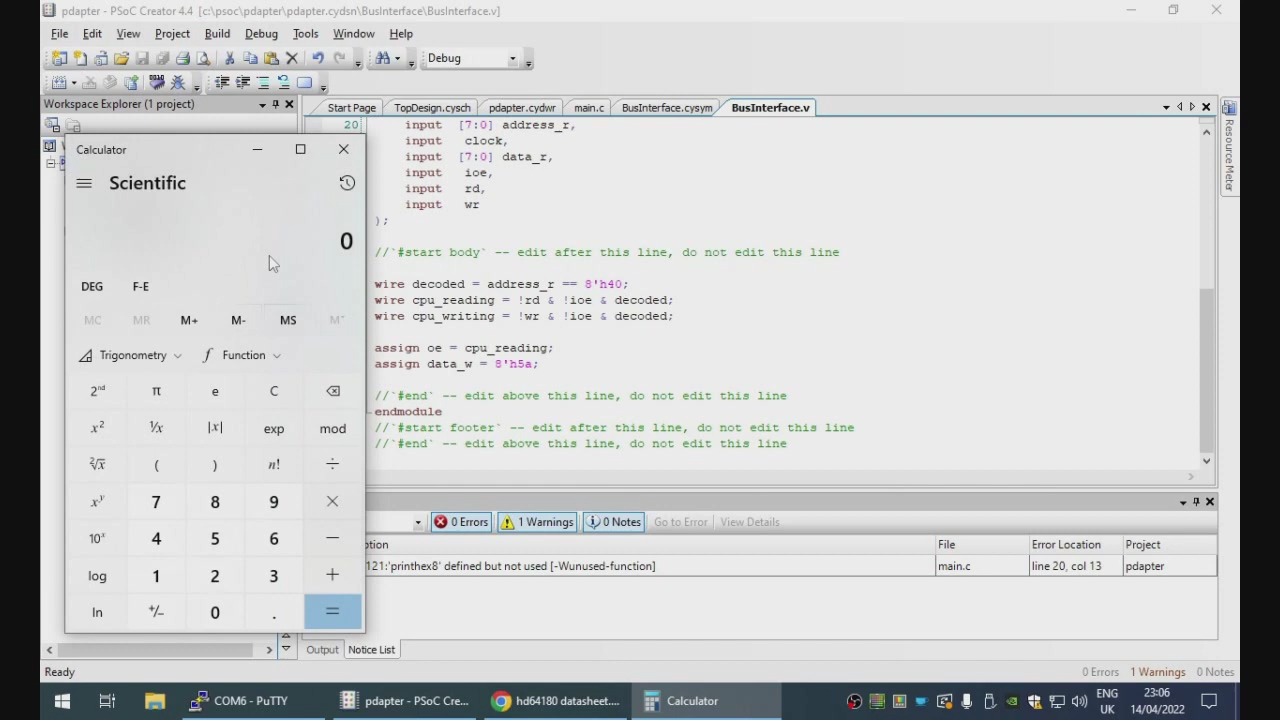 pdapter - PSoC Creator 4.4 [c:\psoc\pdapter\pdapter.cydsn\BusInterface\BusInterface.v]
File Edit View Project Build Debug Tools Window Help
Debug
Workspace Explorer (1 project)
Start Page TopDesign.cysch pdapter.cydwr main.c BusInterface.cysym BusInterface.v
Resource Meter
20 input [7:0] address_r,
input clock,
input [7:0] data_r,
input ioe,
input rd,
input wr
);
//`#start body` -- edit after this line, do not edit this line
wire decoded = address_r == 8'h40;
wire cpu_reading = !rd & !ioe & decoded;
wire cpu_writing = !wr & !ioe & decoded;
assign oe = cpu_reading;
assign data_w = 8'h5a;
//`#end` -- edit above this line, do not edit this line
endmodule
//`#start footer` -- edit after this line, do not edit this line
//`#end` -- edit above this line, do not edit this line
Calculator
Scientific
0
DEG F-E
MC MR M+ M- MS M˅
Trigonometry f Function
2nd π e C
x² ¹/x |x| exp mod
²√x ( ) n! ÷
xʸ 7 8 9 ×
10ˣ 4 5 6 −
log 1 2 3 +
ln +/− 0 . =
0 Errors 1 Warnings 0 Notes Go to Error View Details
ption File Error Location Project
121:'printhex8' defined but not used [-Wunused-function] main.c line 20, col 13 pdapter
Output Notice List
Ready 0 Errors 1 Warnings 0 Notes
COM6 - PuTTY pdapter - PSoC Cre... hd64180 datasheet.... Calculator
ENG
UK
23:06
14/04/2022